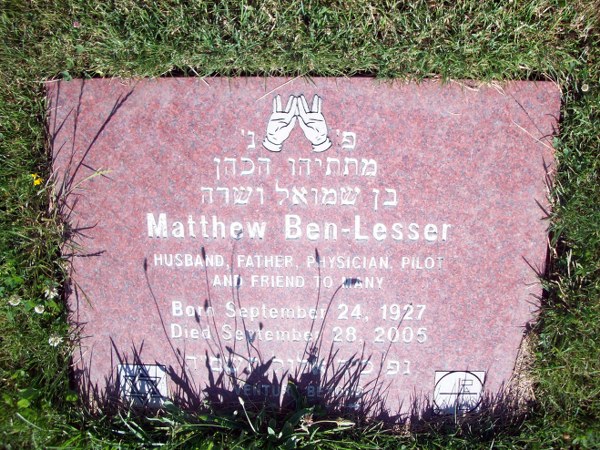 פ' נ'
מתתיהו הכהן
בן שמואל ושרה
Matthew Ben-Lesser
HUSBAND, FATHER, PHYSICIAN, PILOT
AND FRIEND TO MANY
Born September 24, 1927
Died September 28, 2005